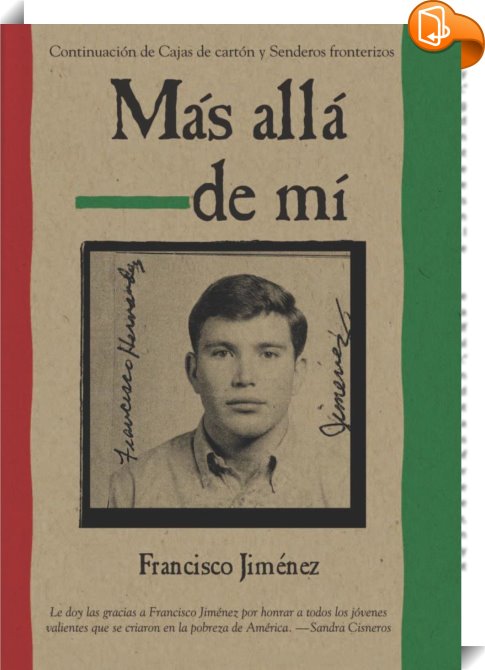 Continuación de Cajas de cartón y Senderos fronterizos
Más allá
de mí
Francisco Hernandez
Jiménez
Francisco Jiménez
Le doy las gracias a Francisco Jiménez por honrar a todos los jóvenes
valientes que se criaron en la pobreza de América. —Sandra Cisneros